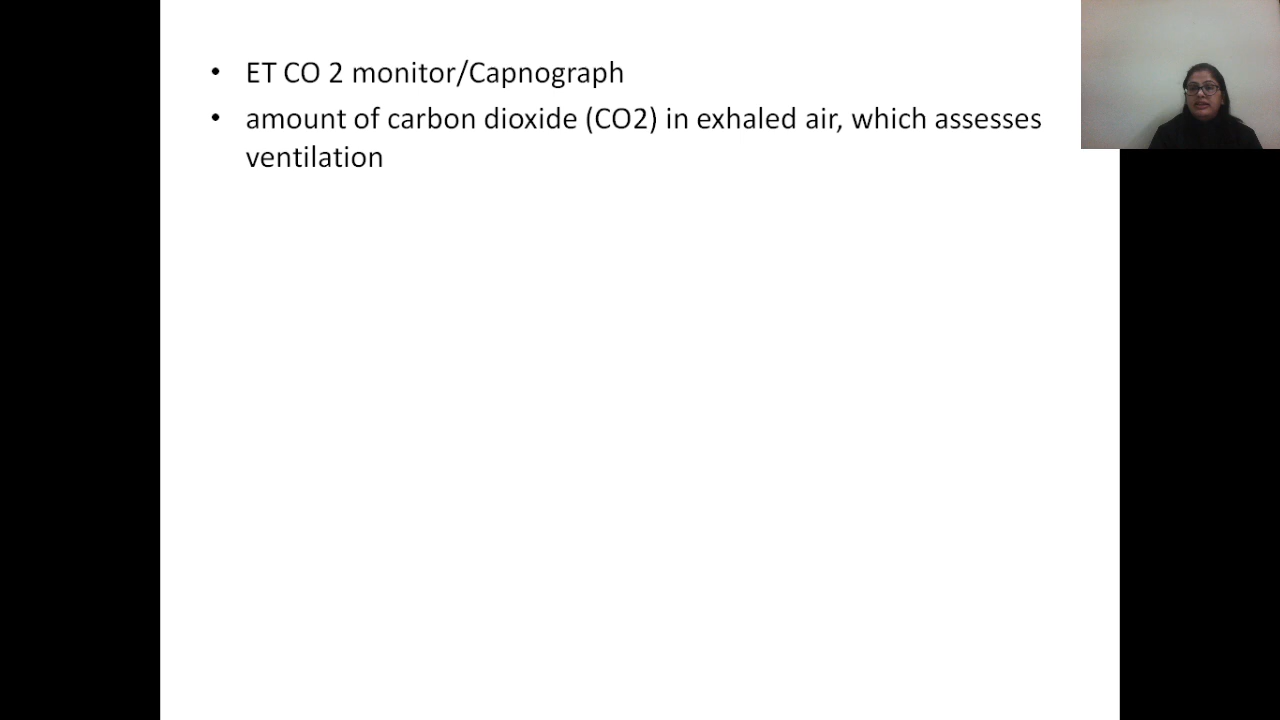 • ET CO 2 monitor/Capnograph
• amount of carbon dioxide (CO2) in exhaled air, which assesses
ventilation